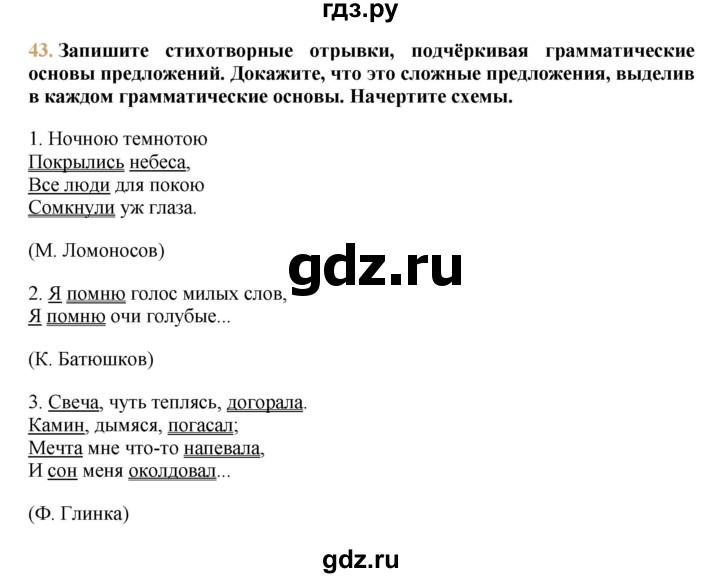 гдз.ру
43. Запишите стихотворные отрывки, подчёркивая грамматические
основы предложений. Докажите, что это сложные предложения, выделив
в каждом грамматические основы. Начертите схемы.
1. Ночною темнотою
Покрылись небеса,
Все люди для покою
Сомкнули уж глаза.
(М. Ломоносов)
gdz.ru
2. Я помню голос милых слов,
Я помню очи голубые...
(К. Батюшков)
3. Свеча, чуть теплясь, догорала.
Камин, дымяся, погасал;
Мечта мне что-то напевала,
И сон меня околдовал...
(Ф. Глинка)
gdz.ru